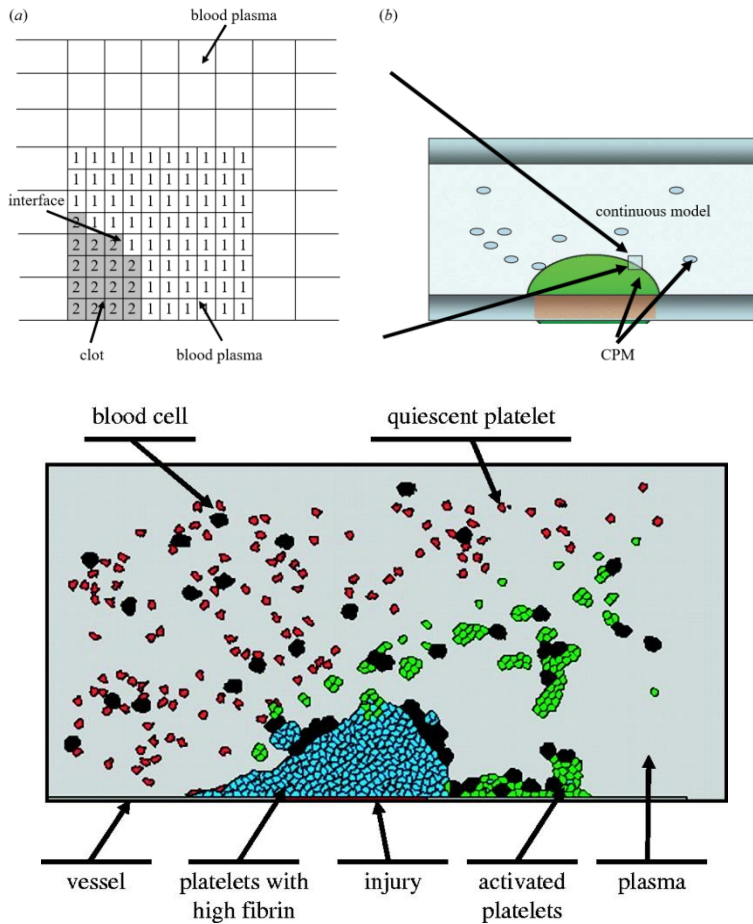 (a)
blood plasma
1 1 1 1 1 1 1 1 1 1
1 1 1 1 1 1 1 1 1 1
1 1 1 1 1 1 1 1 1 1
2 1 1 1 1 1 1 1 1 1
2 2 2 1 1 1 1 1 1 1
2 2 2 2 1 1 1 1 1 1
2 2 2 2 1 1 1 1 1 1
2 2 2 2 1 1 1 1 1 1
interface
clot
blood plasma
(b)
continuous model
CPM
blood cell
quiescent platelet
vessel
platelets with
high fibrin
injury
activated
platelets
plasma